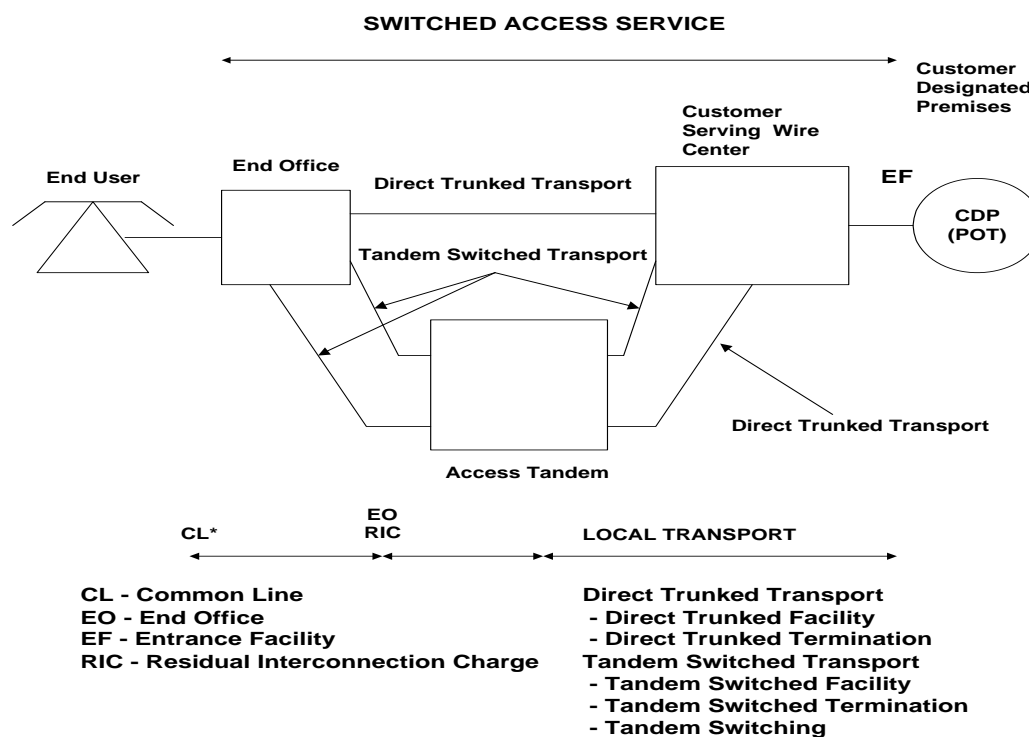 SWITCHED ACCESS SERVICE
Customer
Designated
Premises
Customer
Serving Wire
Center
End Office
End User
Direct Trunked Transport
EF
CDP
(POT)
Tandem Switched Transport
Direct Trunked Transport
Access Tandem
CL*
EO
RIC
LOCAL TRANSPORT
CL - Common Line
EO - End Office
EF - Entrance Facility
RIC - Residual Interconnection Charge
Direct Trunked Transport
- Direct Trunked Facility
- Direct Trunked Termination
Tandem Switched Transport
- Tandem Switched Facility
- Tandem Switched Termination
- Tandem Switching